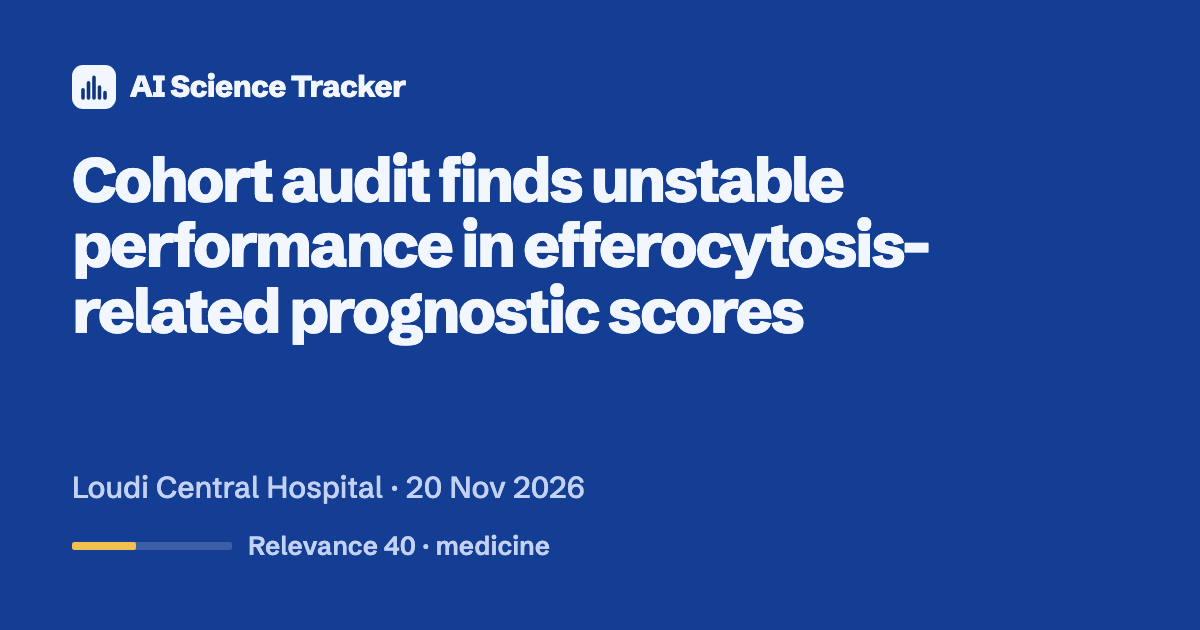 AI Science Tracker
Cohort audit finds unstable
performance in efferocytosis-
related prognostic scores
Loudi Central Hospital · 20 Nov 2026
Relevance 40 · medicine